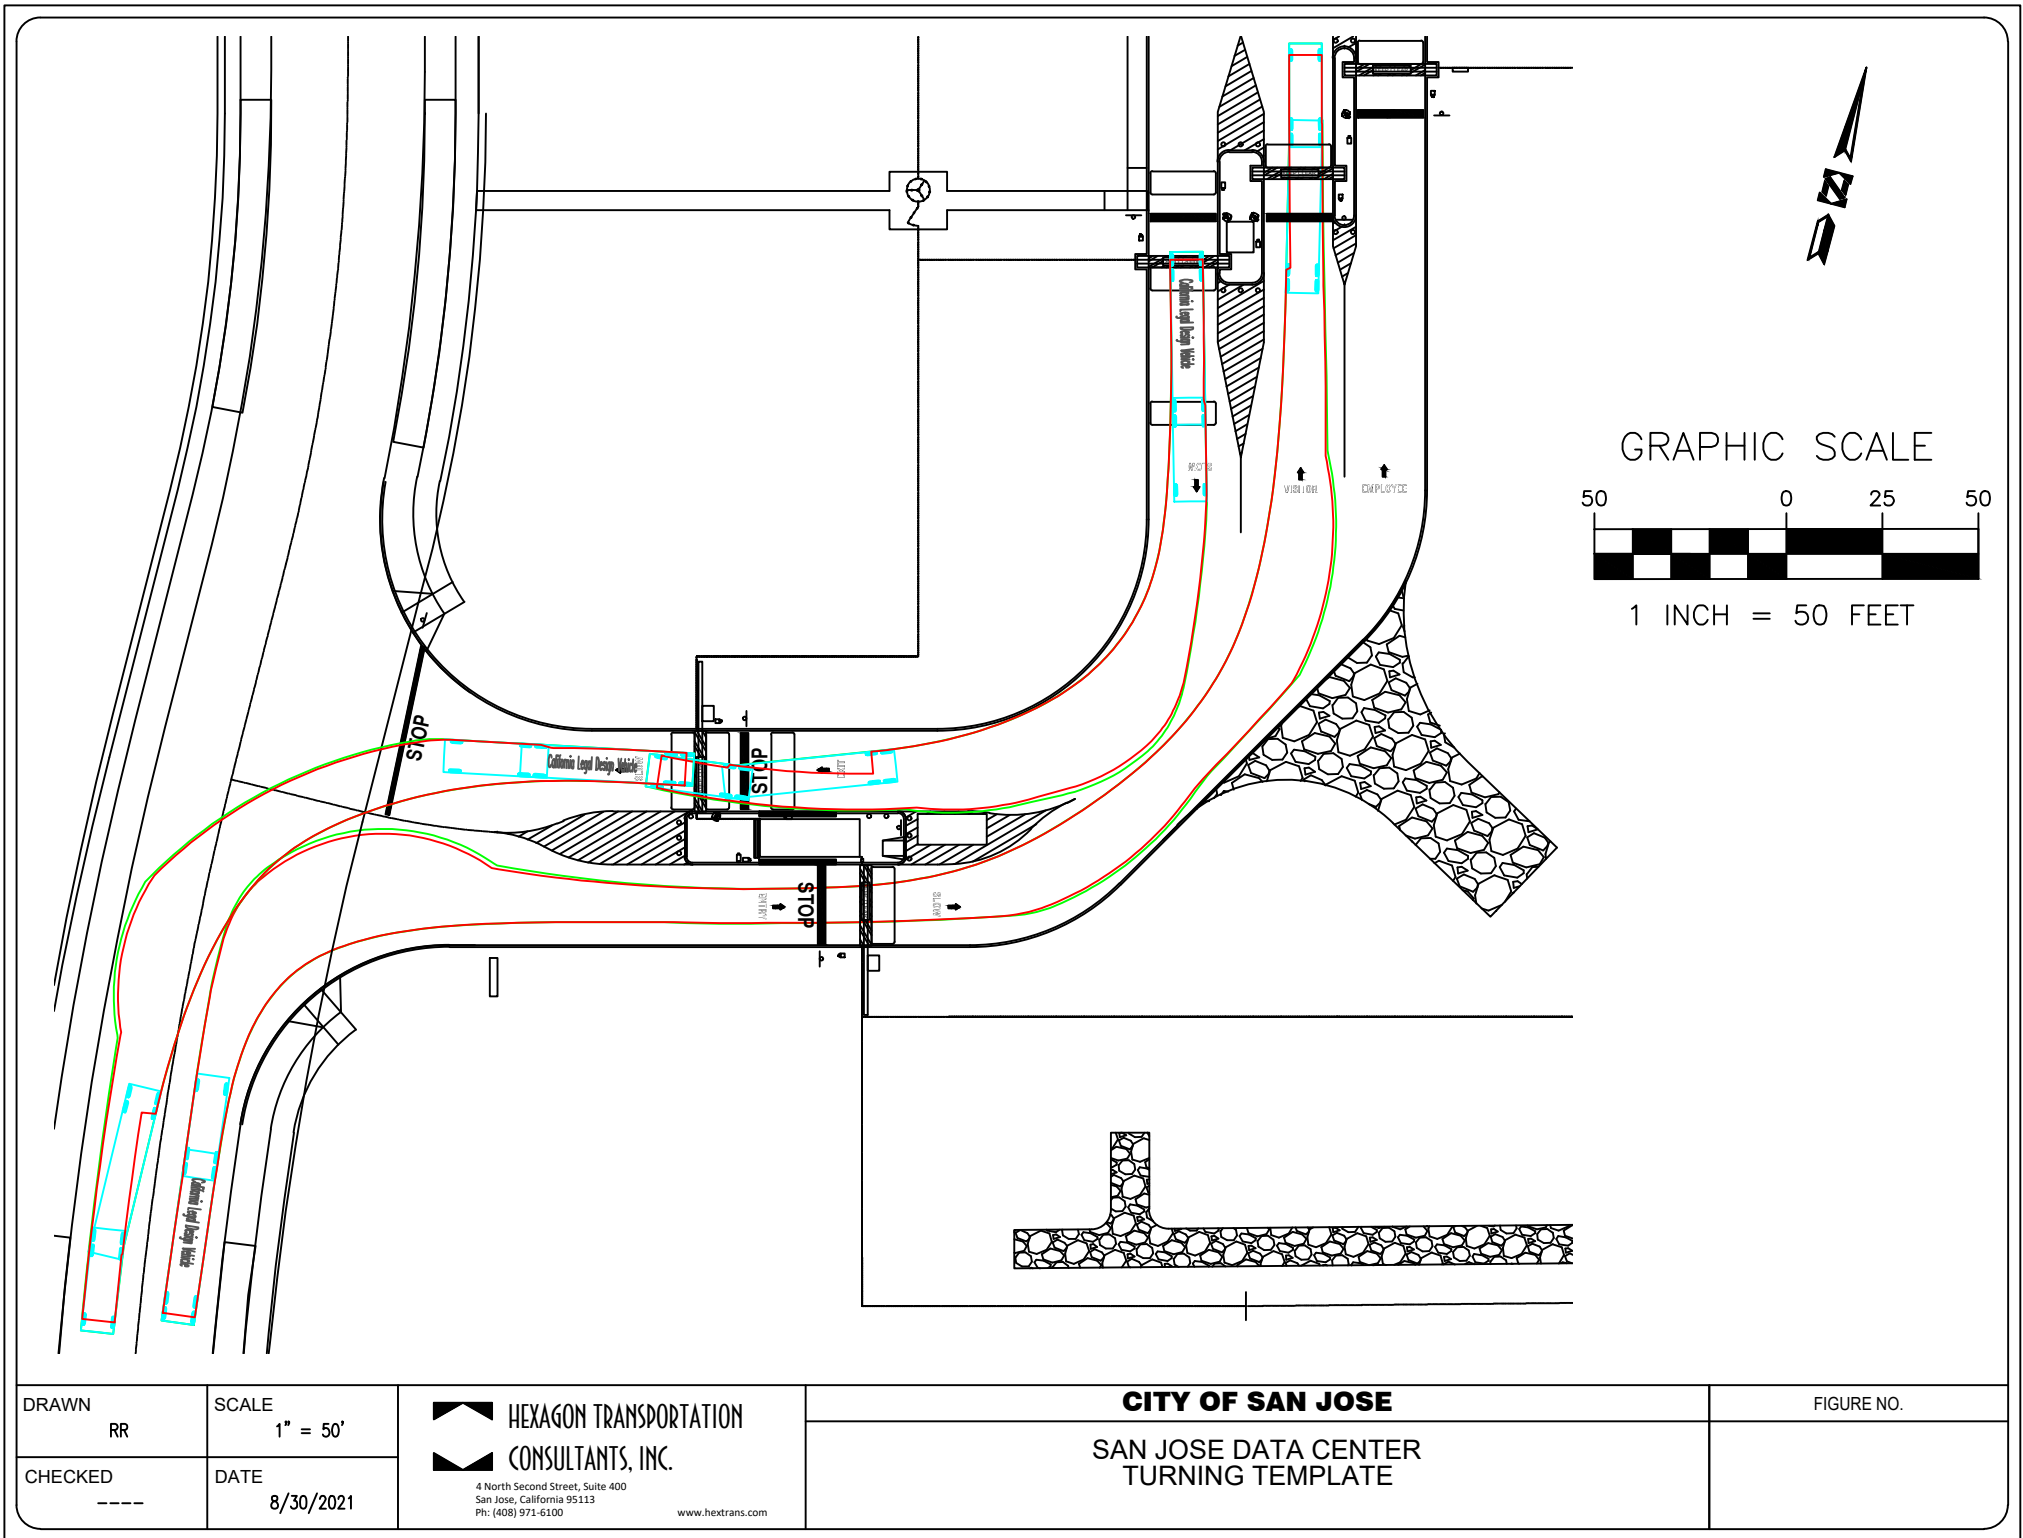 GRAPHIC SCALE
50 0 25 50
1 INCH = 50 FEET
N
SLOW
VISITOR
EMPLOYEE
California Legal Design Vehicle
STOP
California Legal Design Vehicle
STOP
EXIT
ENTRY
STOP
SLOW
California Legal Design Vehicle
DRAWN
RR
SCALE
1" = 50'
CHECKED
----
DATE
8/30/2021
HEXAGON TRANSPORTATION
CONSULTANTS, INC.
4 North Second Street, Suite 400
San Jose, California 95113
Ph: (408) 971-6100
www.hextrans.com
CITY OF SAN JOSE
SAN JOSE DATA CENTER
TURNING TEMPLATE
FIGURE NO.